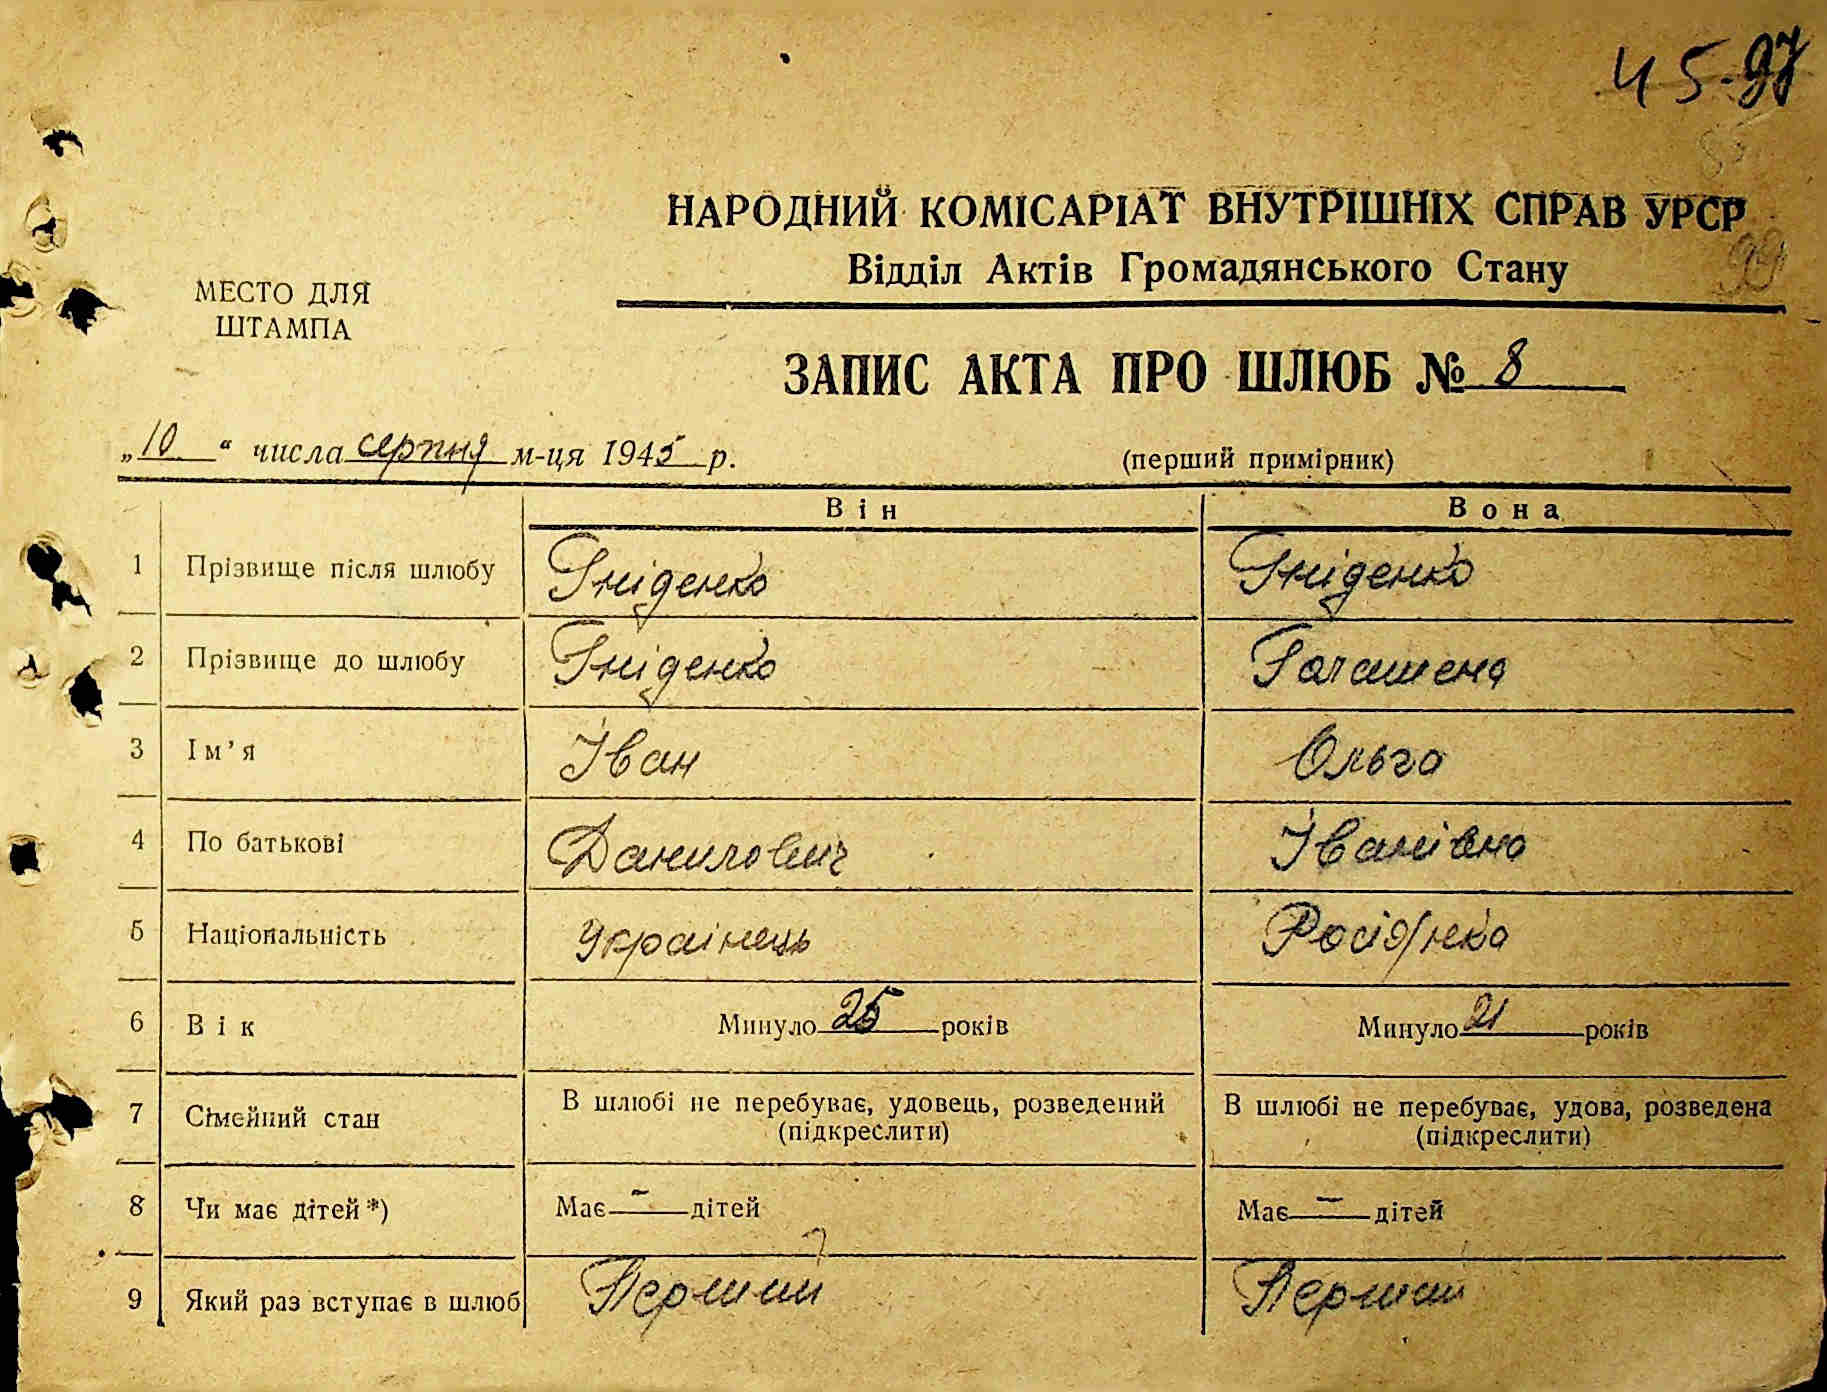 45-97
НАРОДНИЙ КОМІСАРІАТ ВНУТРІШНІХ СПРАВ УРСР
99
Відділ Актів Громадянського Стану
МЕСТО ДЛЯ
ШТАМПА
ЗАПИС АКТА ПРО ШЛЮБ № 8
„10“ числа серпня м-ця 1945 р.
(перший примірник)
Він Вона
1 Прізвище після шлюбу Гніденко Гніденко
2 Прізвище до шлюбу Гніденко
3 Ім’я Іван Ольга
4 По батькові Данилович Іванівна
5 Національність Українець Росіянка
6 Вік Минуло 25 років Минуло 21 років
7 Сімейний стан В шлюбі не перебуває, удовець, розведений В шлюбі не перебуває, удова, розведена
(підкреслити) (підкреслити)
8 Чи має дітей*) Має — дітей Має — дітей
9 Який раз вступає в шлюб Перший Перший